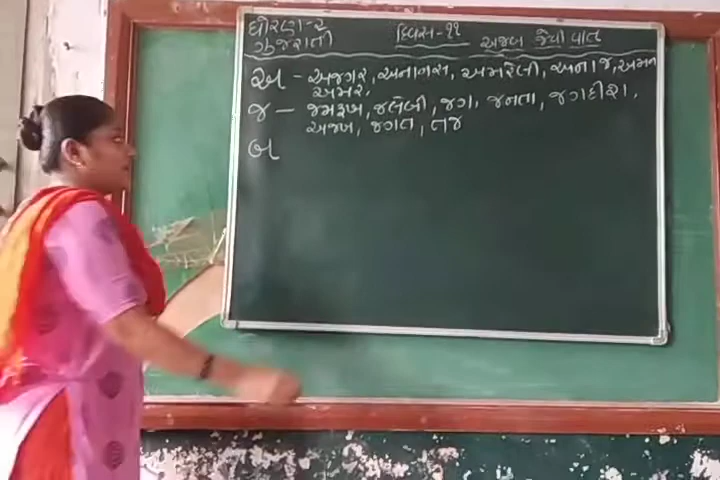 ધોરણ-૨ દિવસ-૧૧
ગુજરાતી અજબ જેવી વાત
અ - અજગર, અનાનસ, અમરેલી, અનાજ, અમન
અમર,
જ - જમરૂખ, જલેબી, જગ, જનતા, જગદીશ,
અજબ, જગત, તજ
બ